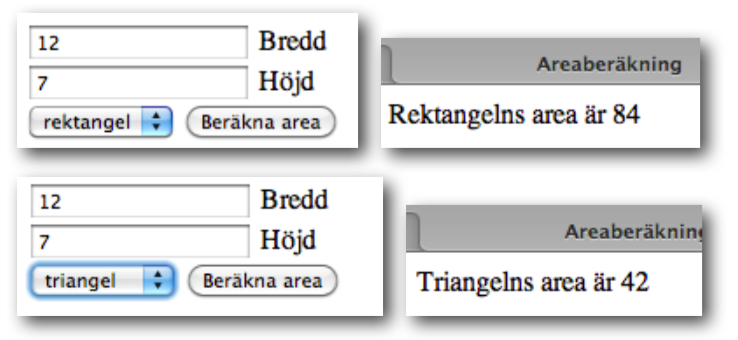 12 Bredd
7 Höjd
rektangel Beräkna area
Areaberäkning
Rektangelns area är 84
12 Bredd
7 Höjd
triangel Beräkna area
Areaberäkning
Triangelns area är 42